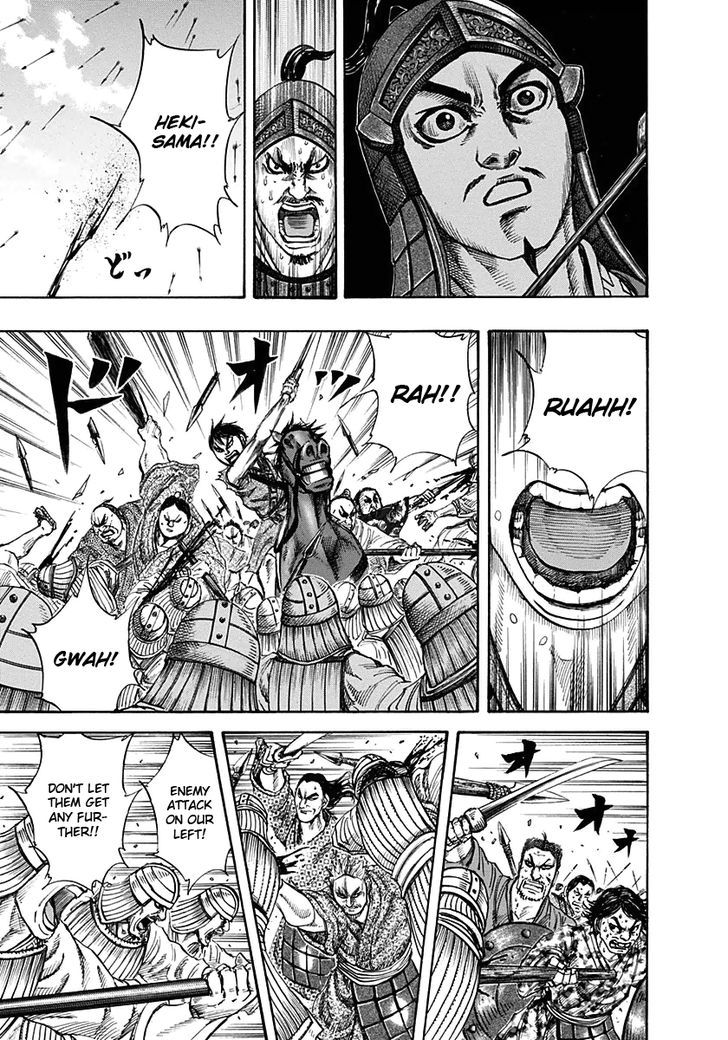 HEKI-
SAMA!!
どっ
RUAHH!
RAH!!
オッ
ド
GWAH!
オ
オ
ENEMY
ATTACK
ON OUR
LEFT!
DON'T LET
THEM GET
ANY FUR-
THER!!